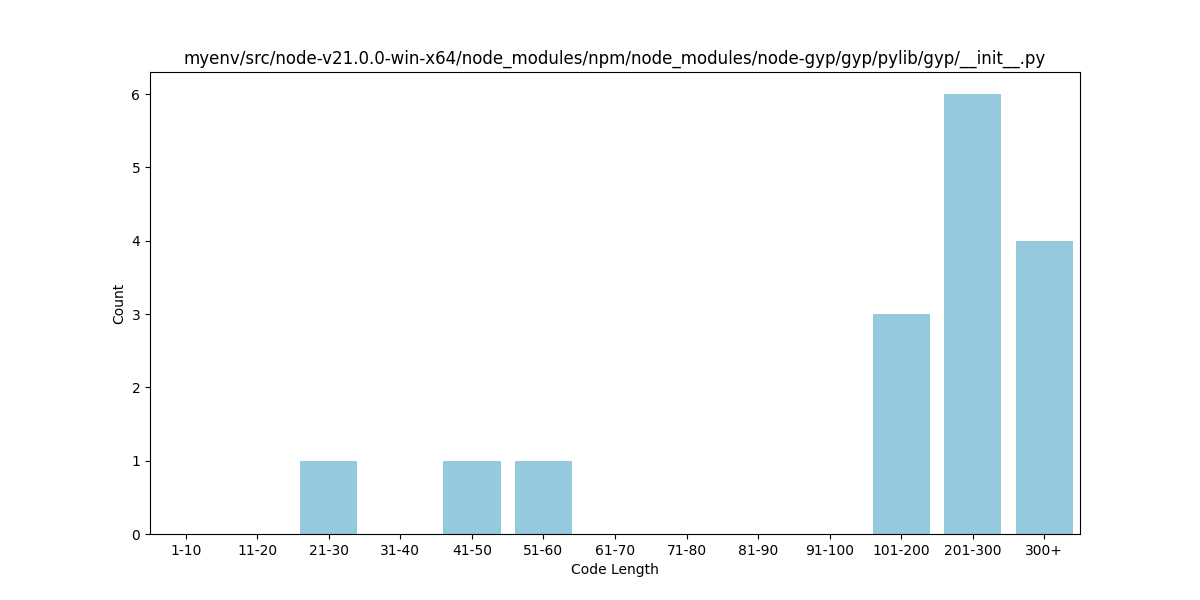 myenv/src/node-v21.0.0-win-x64/node_modules/npm/node_modules/node-gyp/gyp/pylib/gyp/__init__.py
6
5
4
3
2
1
0
Count
1-10 11-20 21-30 31-40 41-50 51-60 61-70 71-80 81-90 91-100 101-200 201-300 300+
Code Length